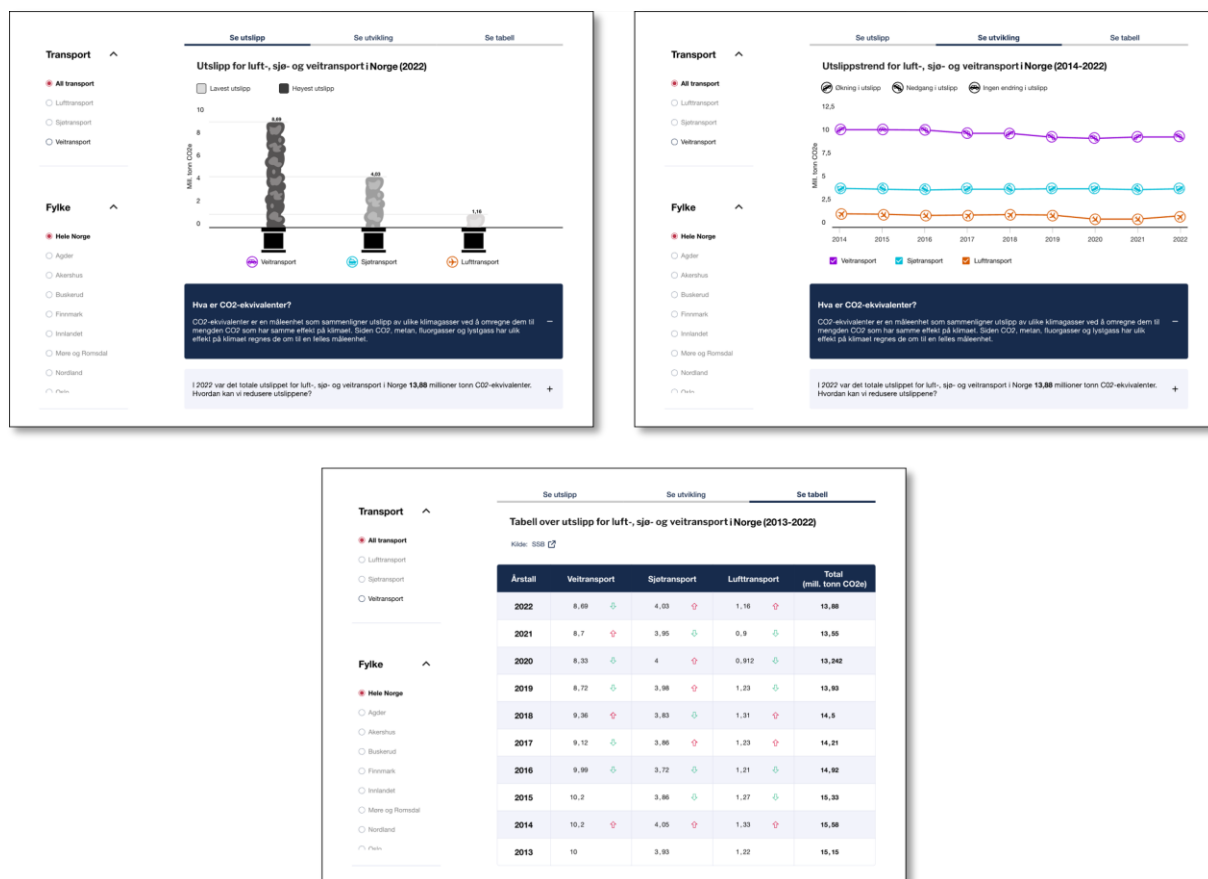 Transport
All transport
Lufttransport
Sjøtransport
Veitransport
Fylke
Hele Norge
Agder
Akershus
Buskerud
Finnmark
Innlandet
Møre og Romsdal
Nordland
Oslo
Se utslipp Se utvikling Se tabell
Utslipp for luft-, sjø- og veitransport i Norge (2022)
Lavest utslipp Høyest utslipp
Mill. tonn CO2e
10
8
6
4
2
0
8,69
4,03
1,16
Veitransport Sjøtransport Lufttransport
Hva er CO2-ekvivalenter?
CO2-ekvivalenter er en måleenhet som sammenligner utslipp av ulike klimagasser ved å omregne dem til
mengden CO2 som har samme effekt på klimaet. Siden CO2, metan, fluorgasser og lystgass har ulik
effekt på klimaet regnes de om til en felles måleenhet.
I 2022 var det totale utslippet for luft-, sjø- og veitransport i Norge 13,88 millioner tonn C02-ekvivalenter.
Hvordan kan vi redusere utslippene?
Transport
All transport
Lufttransport
Sjøtransport
Veitransport
Fylke
Hele Norge
Agder
Akershus
Buskerud
Finnmark
Innlandet
Møre og Romsdal
Nordland
Oslo
Se utslipp Se utvikling Se tabell
Utslippstrend for luft-, sjø- og veitransport i Norge (2014-2022)
Økning i utslipp Nedgang i utslipp Ingen endring i utslipp
Mill. tonn CO2e
12,5
10
7,5
5
2,5
0
2014 2015 2016 2017 2018 2019 2020 2021 2022
Veitransport Sjøtransport Lufttransport
Hva er CO2-ekvivalenter?
CO2-ekvivalenter er en måleenhet som sammenligner utslipp av ulike klimagasser ved å omregne dem til
mengden CO2 som har samme effekt på klimaet. Siden CO2, metan, fluorgasser og lystgass har ulik
effekt på klimaet regnes de om til en felles måleenhet.
I 2022 var det totale utslippet for luft-, sjø- og veitransport i Norge 13,88 millioner tonn C02-ekvivalenter.
Hvordan kan vi redusere utslippene?
Transport
All transport
Lufttransport
Sjøtransport
Veitransport
Fylke
Hele Norge
Agder
Akershus
Buskerud
Finnmark
Innlandet
Møre og Romsdal
Nordland
Oslo
Se utslipp Se utvikling Se tabell
Tabell over utslipp for luft-, sjø- og veitransport i Norge (2013-2022)
Kilde: SSB
Årstall Veitransport Sjøtransport Lufttransport Total (mill. tonn CO2e)
2022 8,69 4,03 1,16 13,88
2021 8,7 3,95 0,9 13,55
2020 8,33 4 0,912 13,242
2019 8,72 3,98 1,23 13,93
2018 9,36 3,83 1,31 14,5
2017 9,12 3,86 1,23 14,21
2016 9,99 3,72 1,21 14,92
2015 10,2 3,86 1,27 15,33
2014 10,2 4,05 1,33 15,58
2013 10 3,93 1,22 15,15